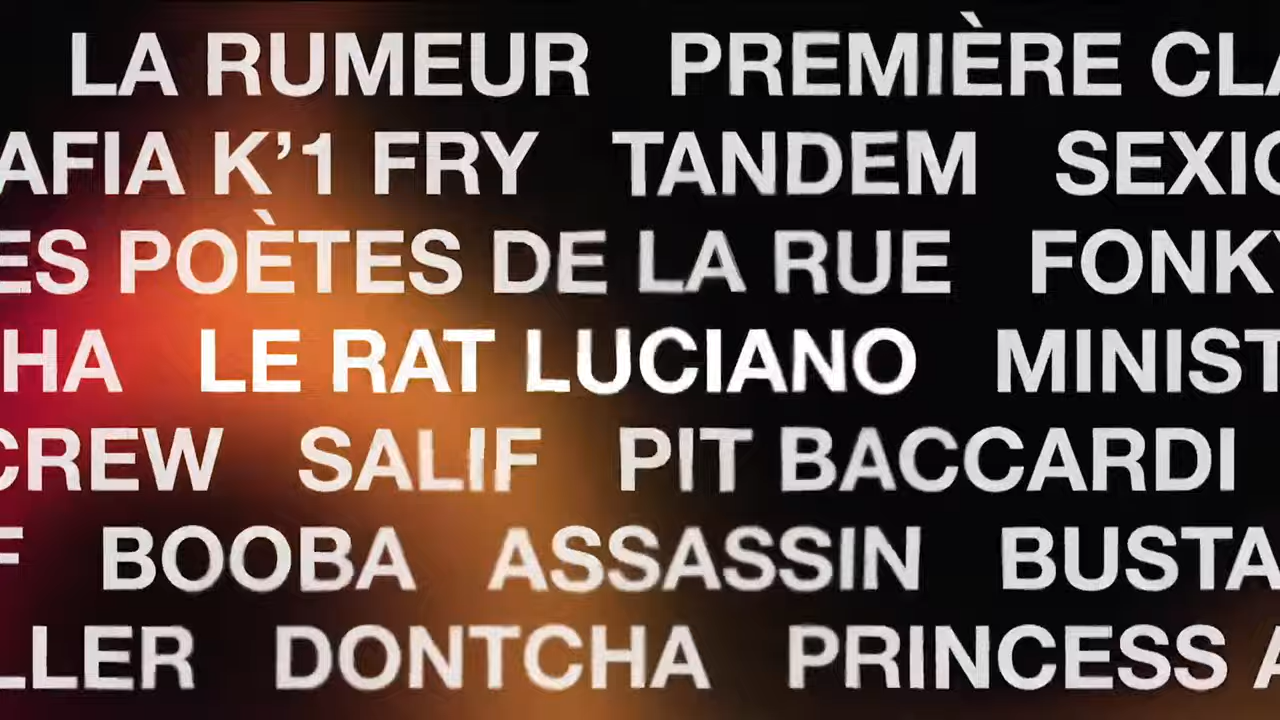 LA RUMEUR PREMIÈRE CLA
AFIA K’1 FRY TANDEM SEXIO
ES POÈTES DE LA RUE FONKY
HA LE RAT LUCIANO MINIST
CREW SALIF PIT BACCARDI
F BOOBA ASSASSIN BUSTA
LLER DONTCHA PRINCESS A